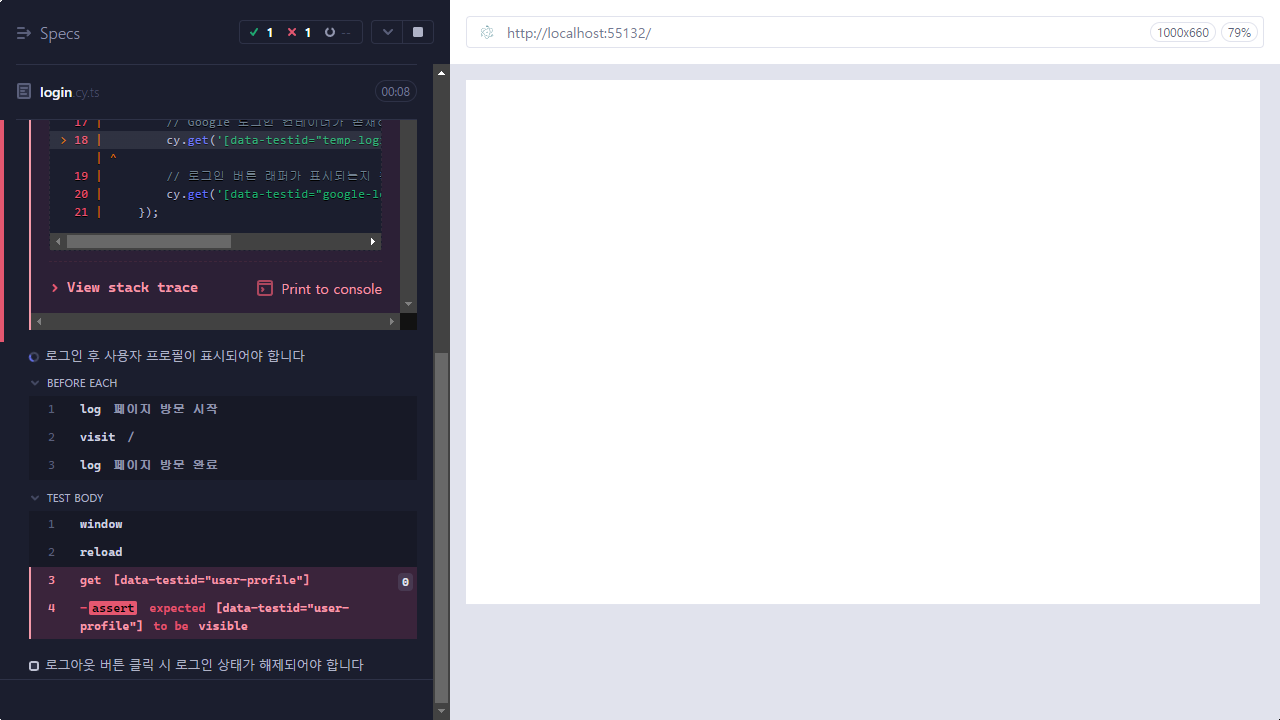 Specs
1
1
--
login.cy.ts
00:08
17 | // Google 로그인 컨테이너가
> 18 | cy.get('[data-testid="temp-log
| ^
19 | // 로그인 버튼 래퍼가 표시되는지
20 | cy.get('[data-testid="google-l
21 | });
View stack trace
Print to console
로그인 후 사용자 프로필이 표시되어야 합니다
BEFORE EACH
1 log 페이지 방문 시작
2 visit /
3 log 페이지 방문 완료
TEST BODY
1 window
2 reload
3 get [data-testid="user-profile"] 0
4 -assert expected [data-testid="user-
profile"] to be visible
로그아웃 버튼 클릭 시 로그인 상태가 해제되어야 합니다
http://localhost:55132/
1000x660
79%